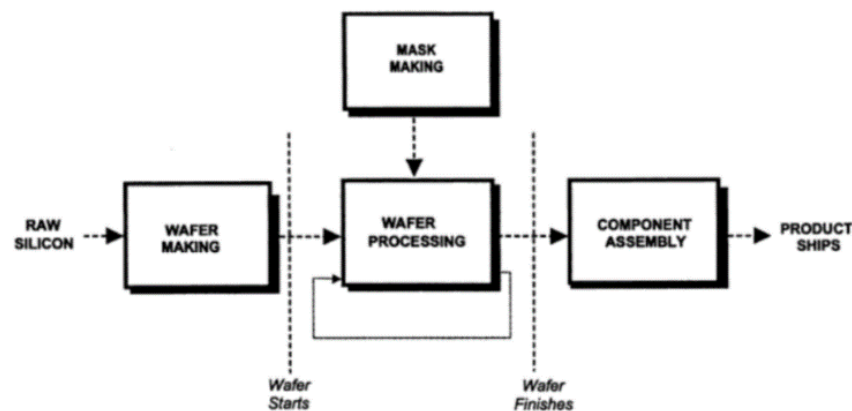 MASK
MAKING
RAW
SILICON
WAFER
MAKING
WAFER
PROCESSING
COMPONENT
ASSEMBLY
PRODUCT
SHIPS
Wafer
Starts
Wafer
Finishes